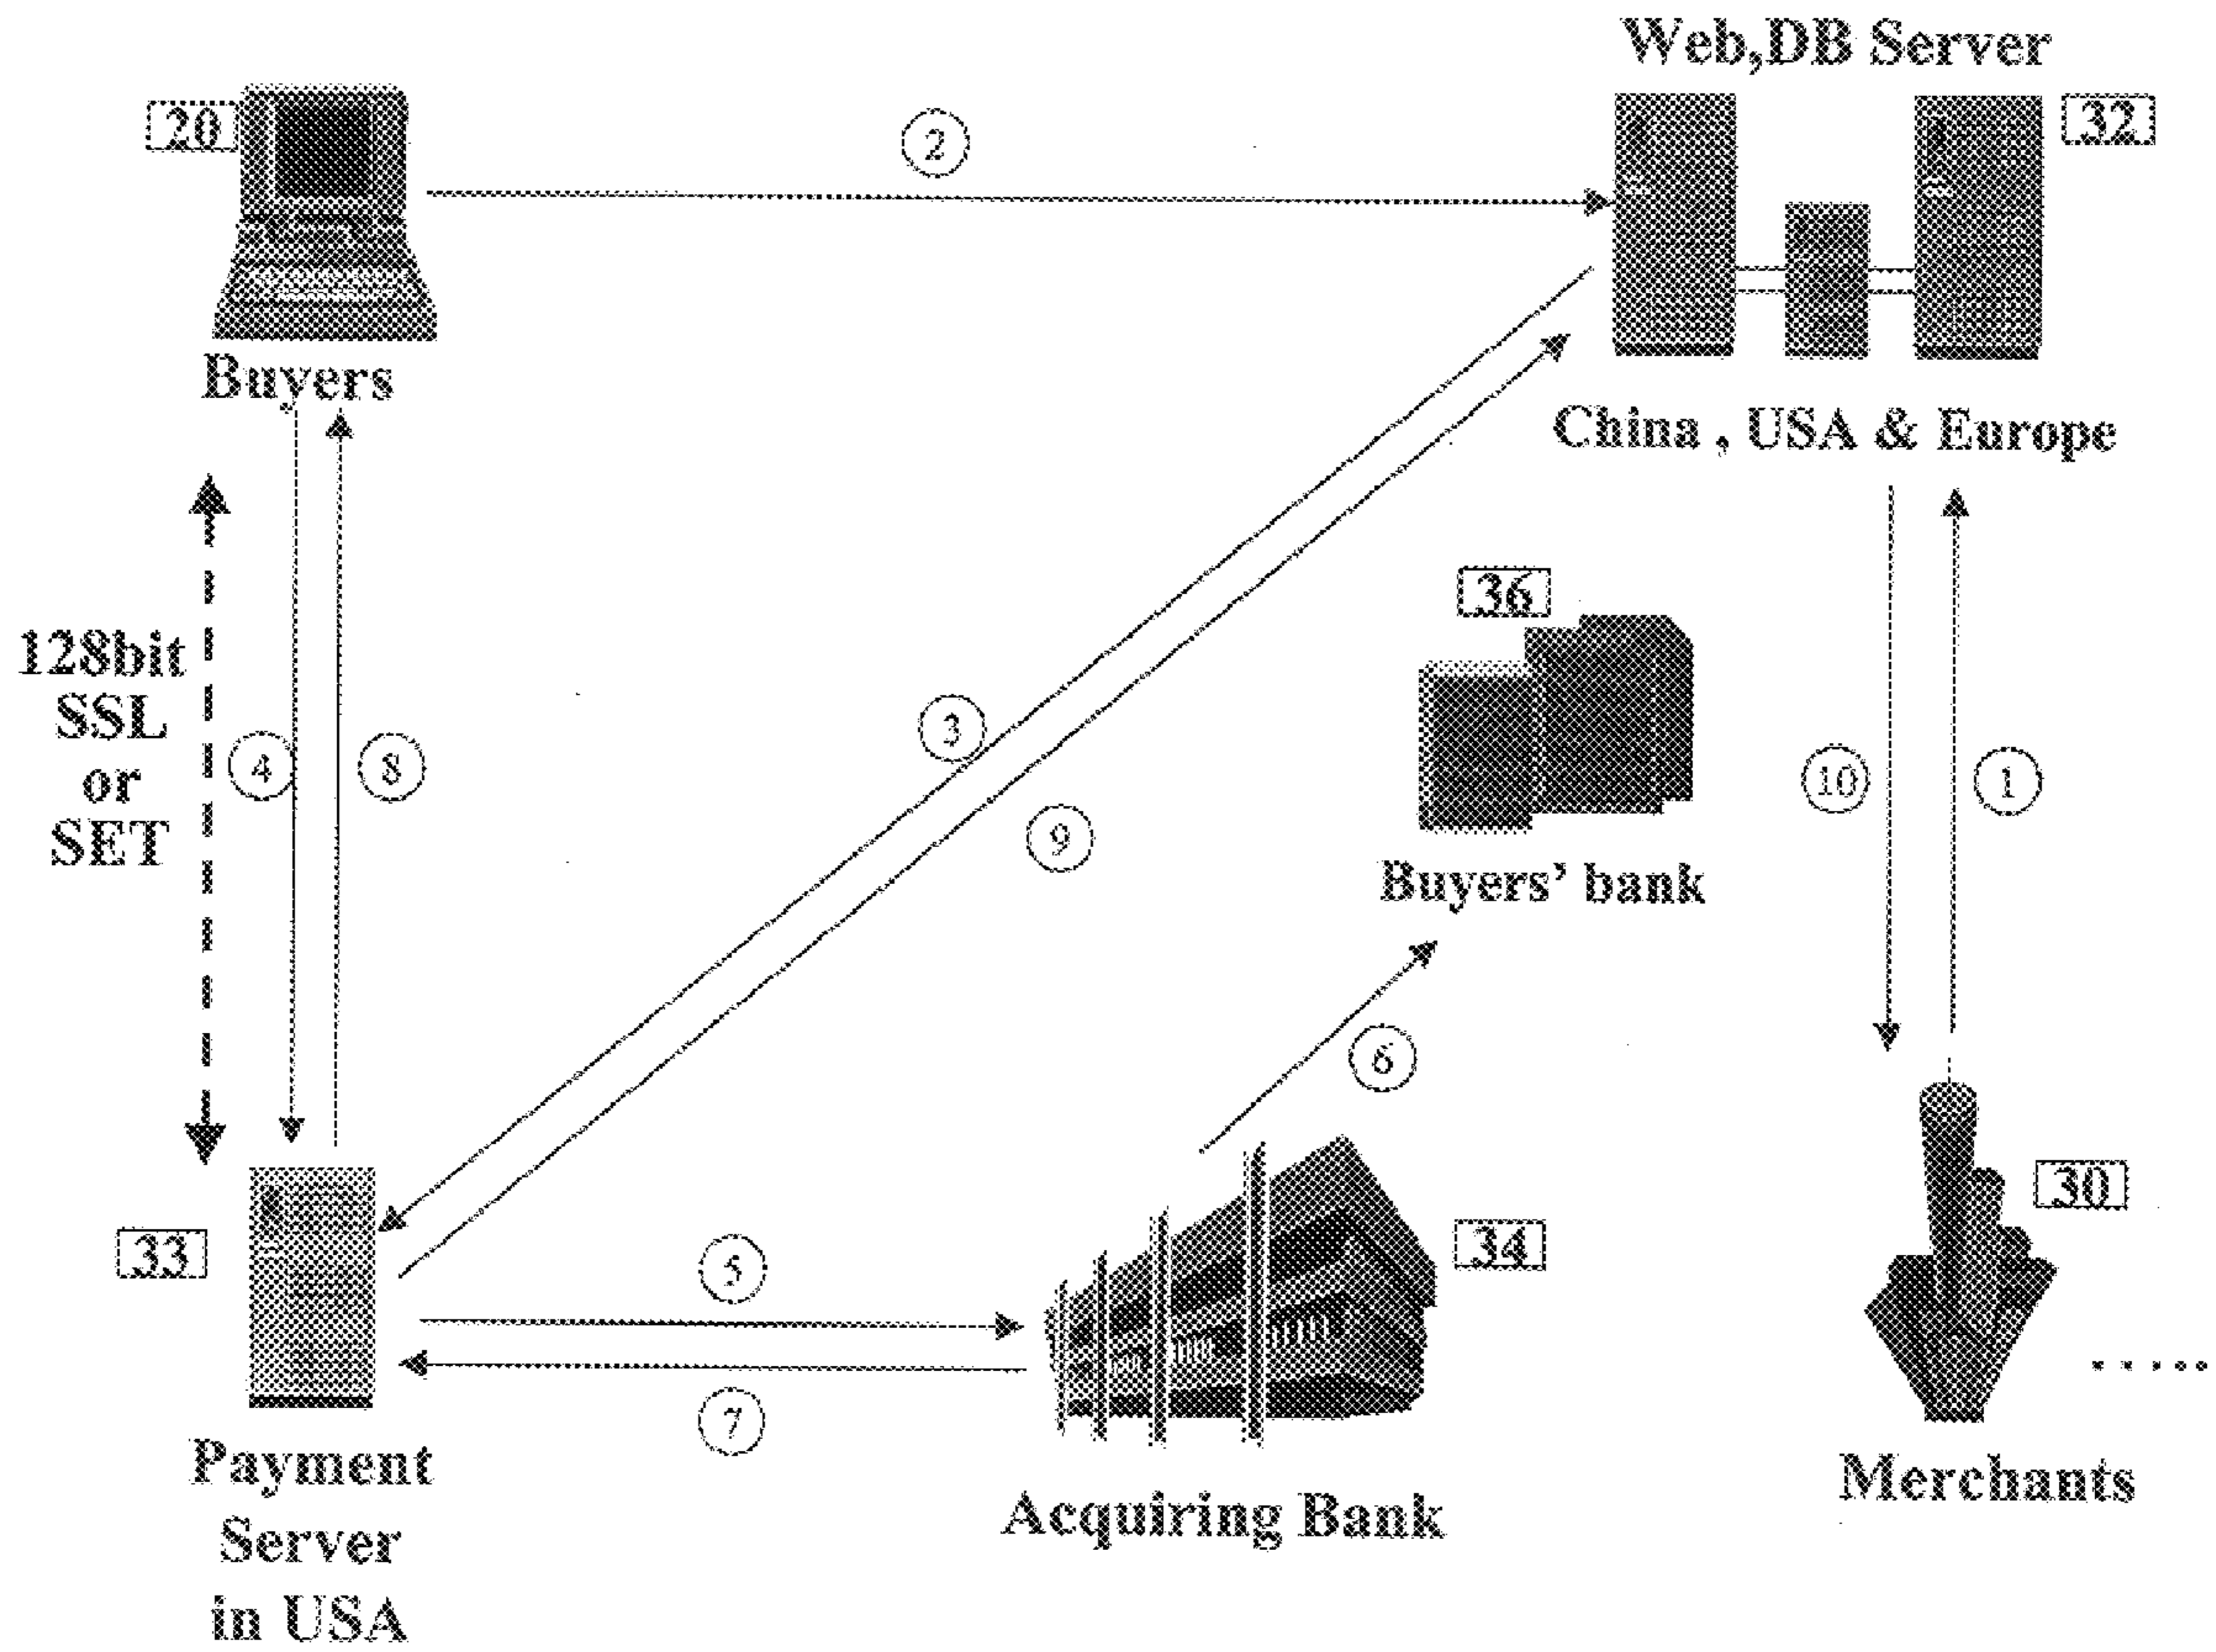 Web,DB Server
20
32
2
Buyers
China , USA & Europe
36
128bit
SSL
or
SET
4
8
3
9
10
1
Buyers’ bank
6
33
5
34
30
7
.....
Payment
Server
in USA
Acquiring Bank
Merchants